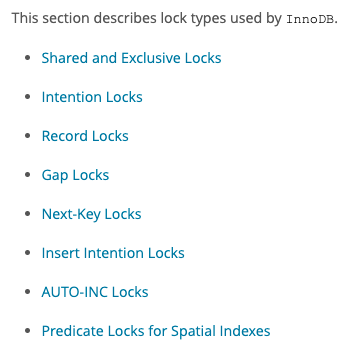 This section describes lock types used by InnoDB.
• Shared and Exclusive Locks
• Intention Locks
• Record Locks
• Gap Locks
• Next-Key Locks
• Insert Intention Locks
• AUTO-INC Locks
• Predicate Locks for Spatial Indexes